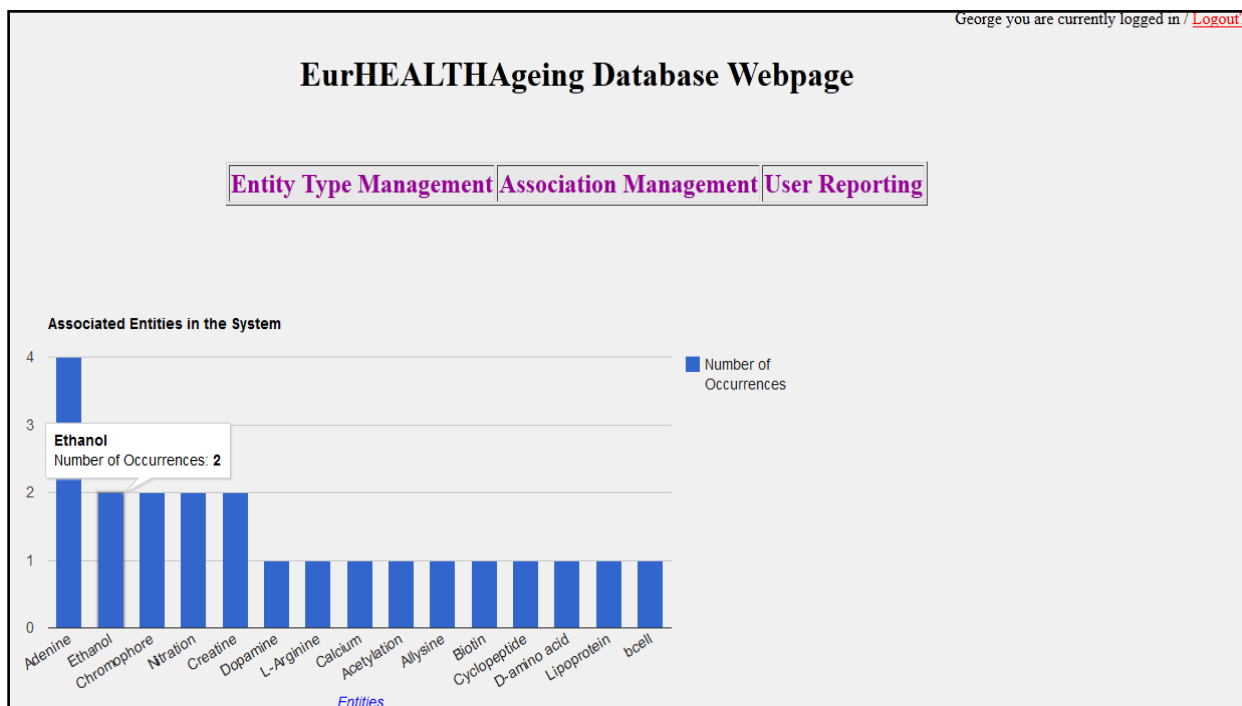 George you are currently logged in / Logout?
EurHEALTHAgeing Database Webpage
Entity Type Management Association Management User Reporting
Associated Entities in the System
4
3
2
1
0
Number of
Occurrences
Ethanol
Number of Occurrences: 2
Adenine
Ethanol
Chromophore
Nitration
Creatine
Dopamine
L-Arginine
Calcium
Acetylation
Allysine
Biotin
Cyclopeptide
D-amino acid
Lipoprotein
bcell
Entities